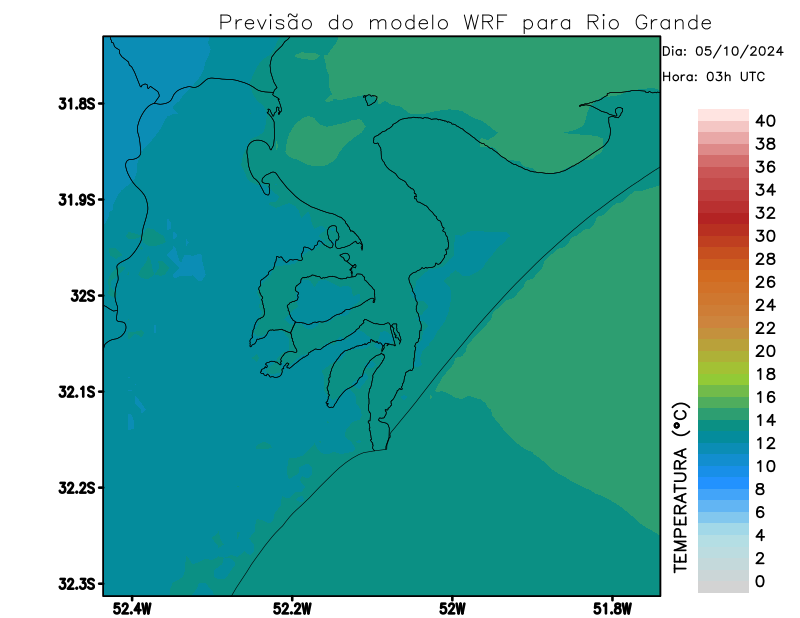 Previsão do modelo WRF para Rio Grande
Dia: 05/10/2024
Hora: 03h UTC
31.8S
31.9S
32S
32.1S
32.2S
32.3S
52.4W
52.2W
52W
51.8W
TEMPERATURA (°C)
40
38
36
34
32
30
28
26
24
22
20
18
16
14
12
10
8
6
4
2
0